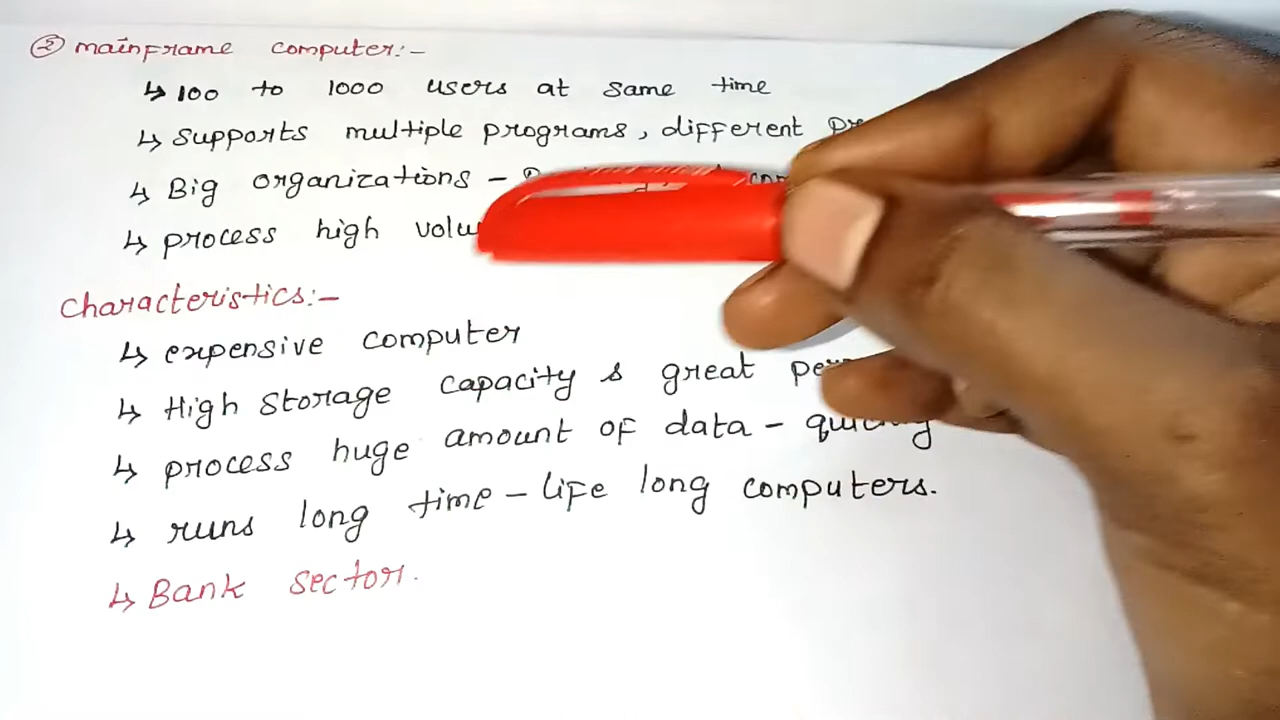 ② mainframe computer:-
↳ 100 to 1000 users at same time
↳ supports multiple programs, different
↳ Big organizations -
↳ process high
characteristics:-
↳ expensive computer
↳ High storage capacity & great
↳ process huge amount of data - quickly
↳ runs long time - life long computers.
↳ Bank sector.